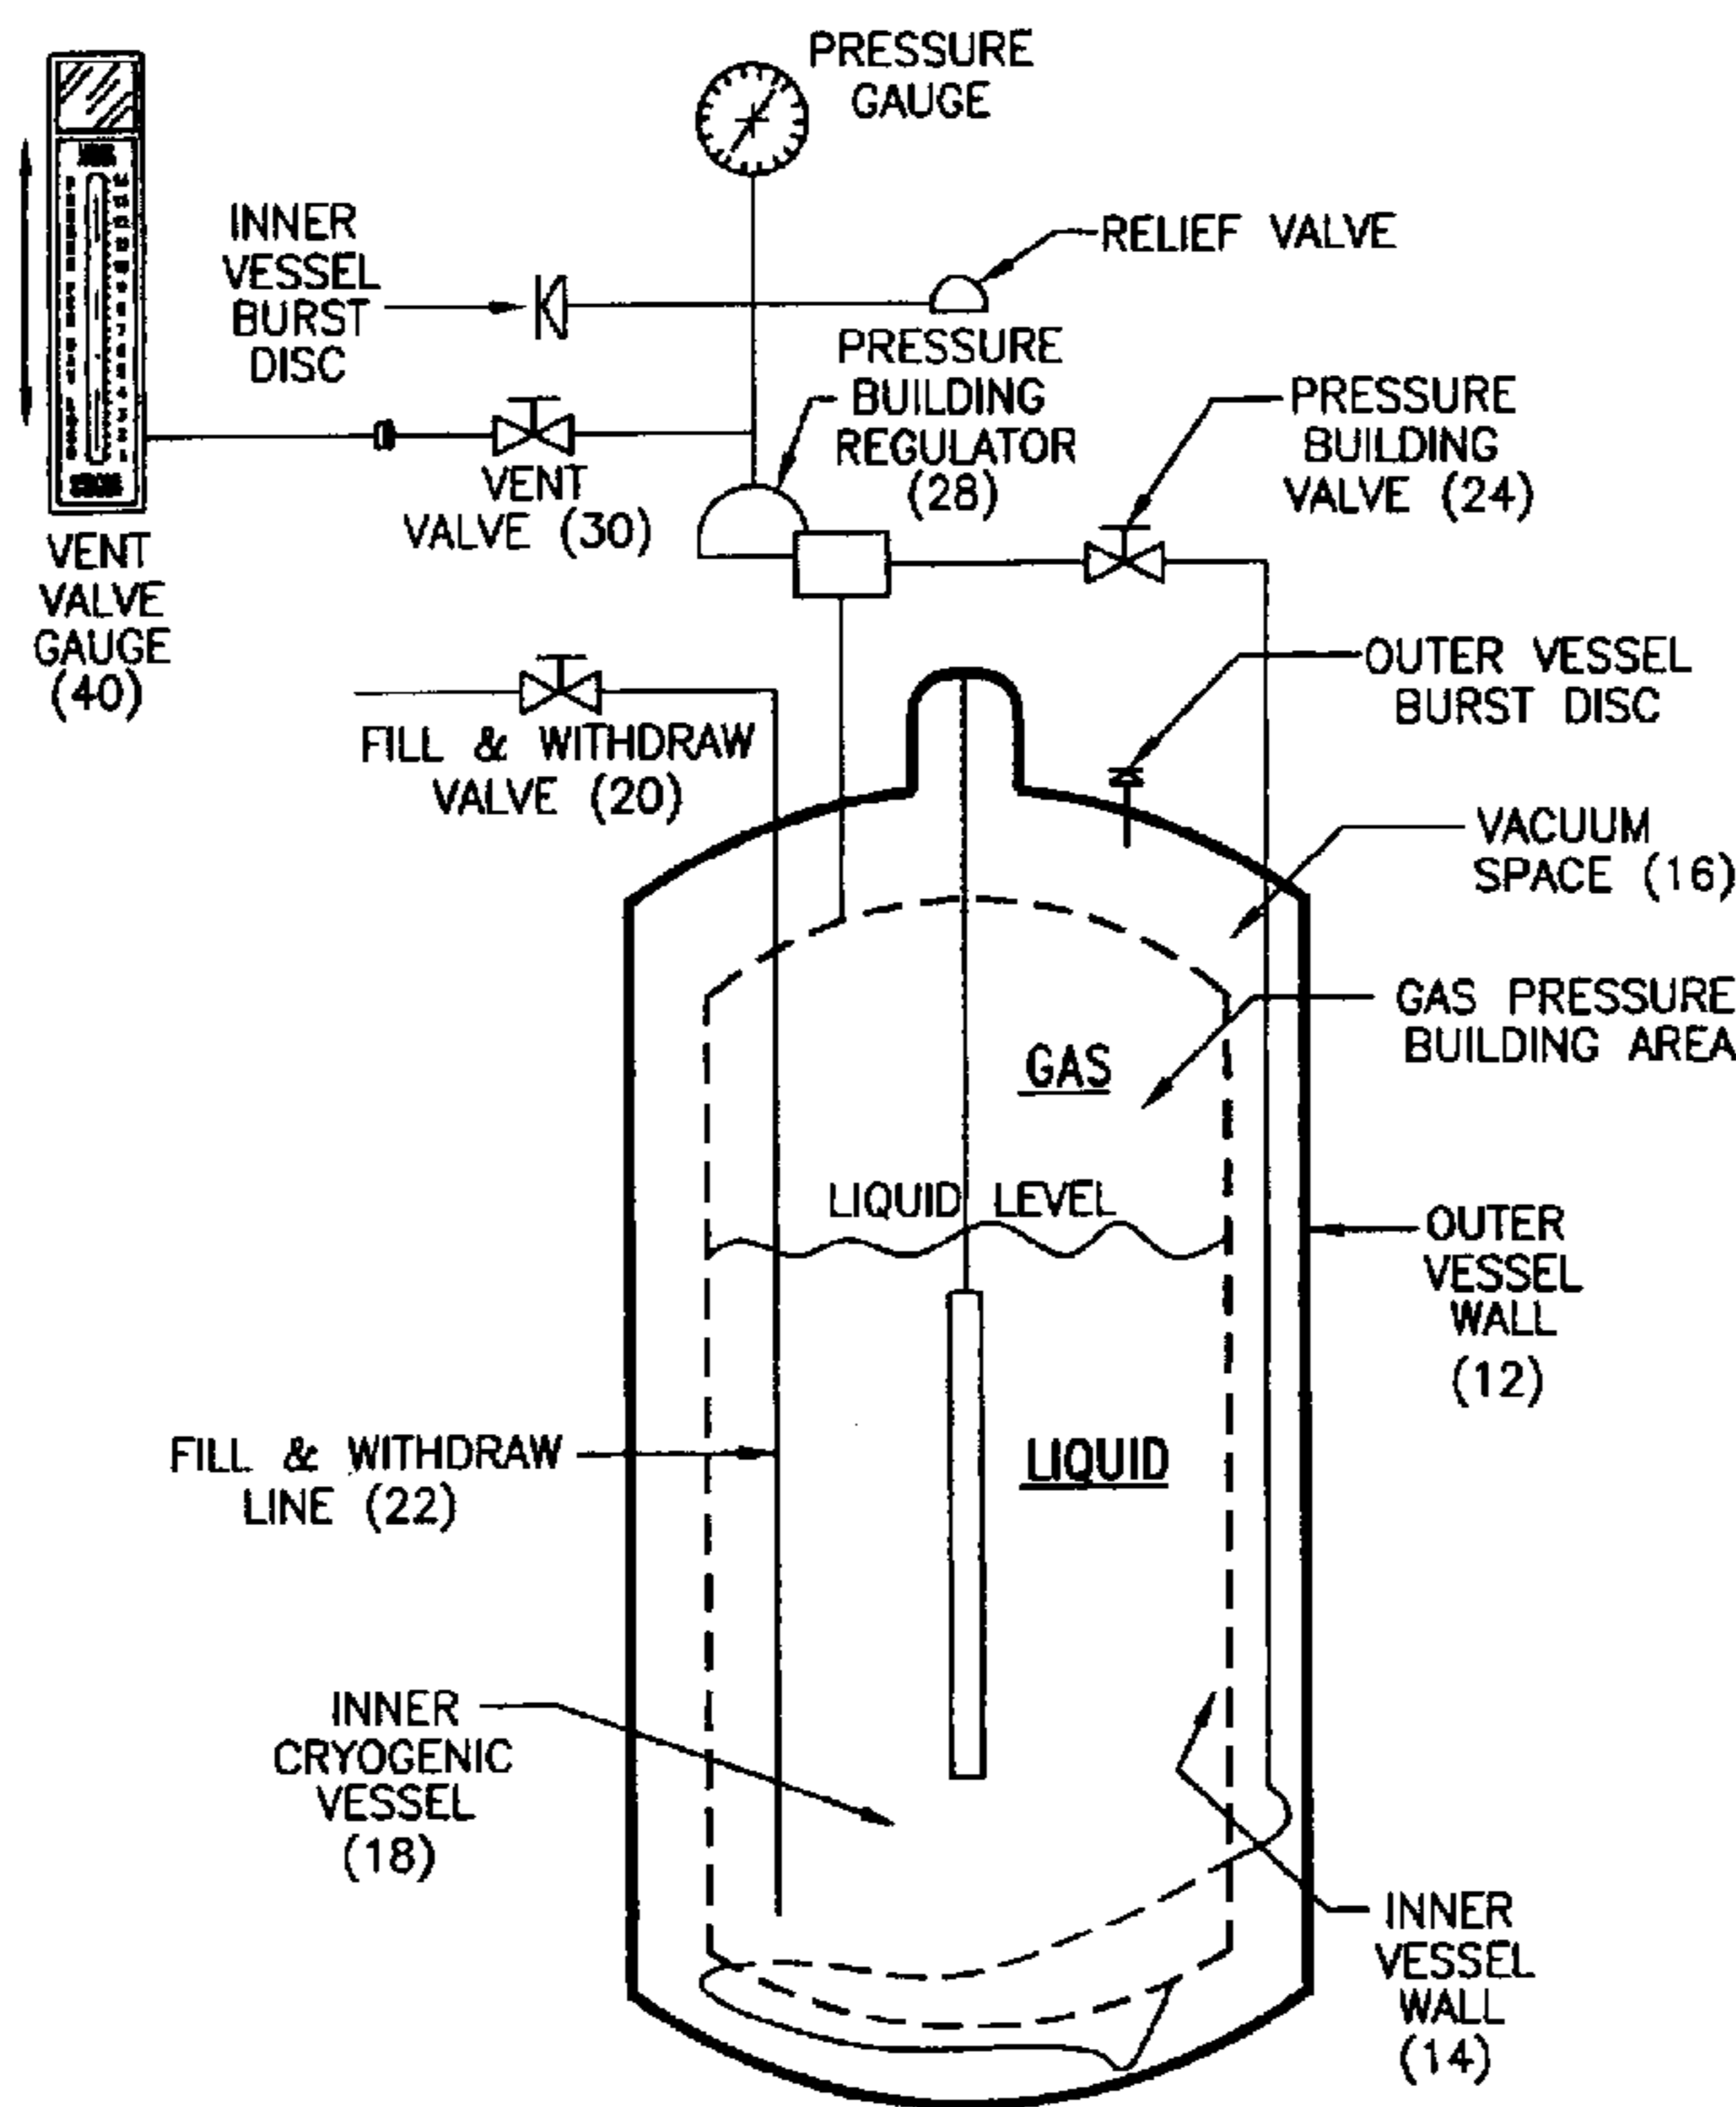 PRESSURE
GAUGE
INNER
VESSEL
BURST
DISC
RELIEF VALVE
PRESSURE
BUILDING
REGULATOR
(28)
PRESSURE
BUILDING
VALVE (24)
VENT
VALVE (30)
VENT
VALVE
GAUGE
(40)
FILL & WITHDRAW
VALVE (20)
OUTER VESSEL
BURST DISC
VACUUM
SPACE (16)
GAS PRESSURE
BUILDING AREA
GAS
LIQUID LEVEL
OUTER
VESSEL
WALL
(12)
FILL & WITHDRAW
LINE (22)
LIQUID
INNER
CRYOGENIC
VESSEL
(18)
INNER
VESSEL
WALL
(14)